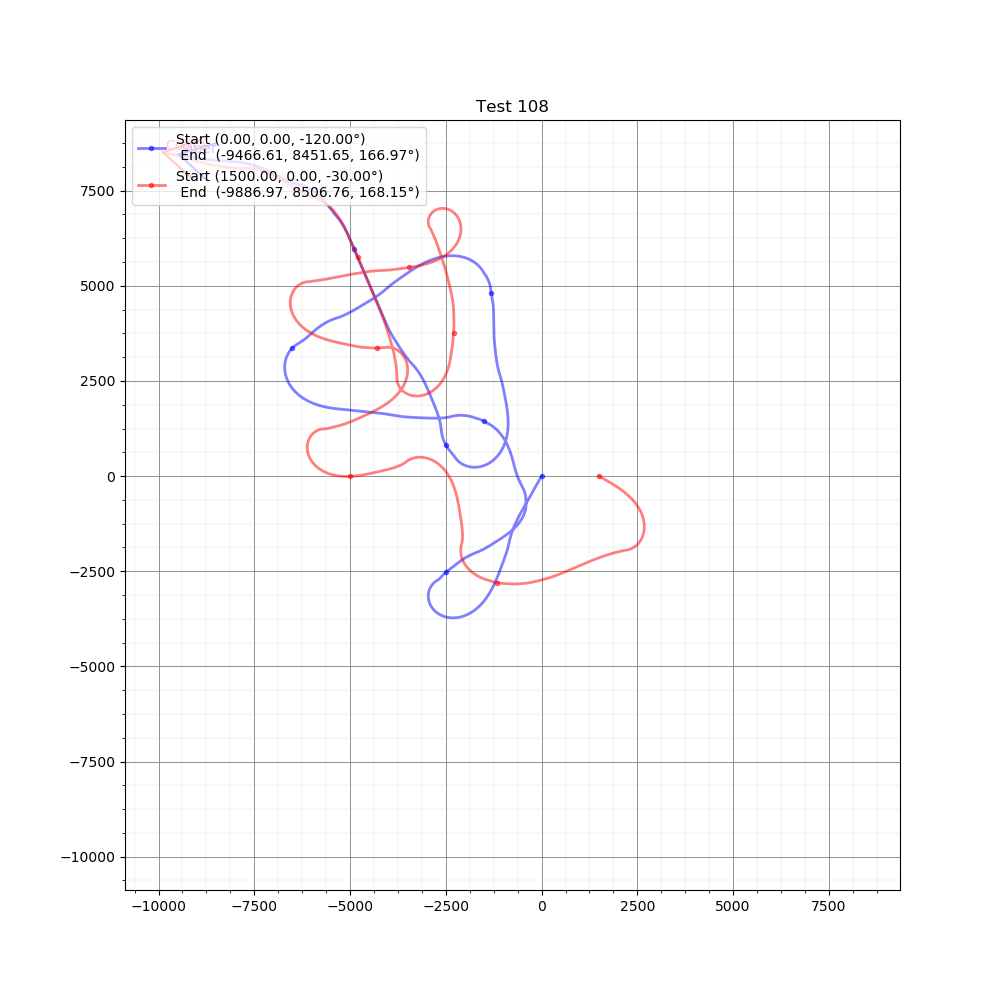 Test 108
Start (0.00, 0.00, -120.00°)
End  (-9466.61, 8451.65, 166.97°)
Start (1500.00, 0.00, -30.00°)
End  (-9886.97, 8506.76, 168.15°)
7500
5000
2500
0
−2500
−5000
−7500
−10000
−10000 −7500 −5000 −2500 0 2500 5000 7500